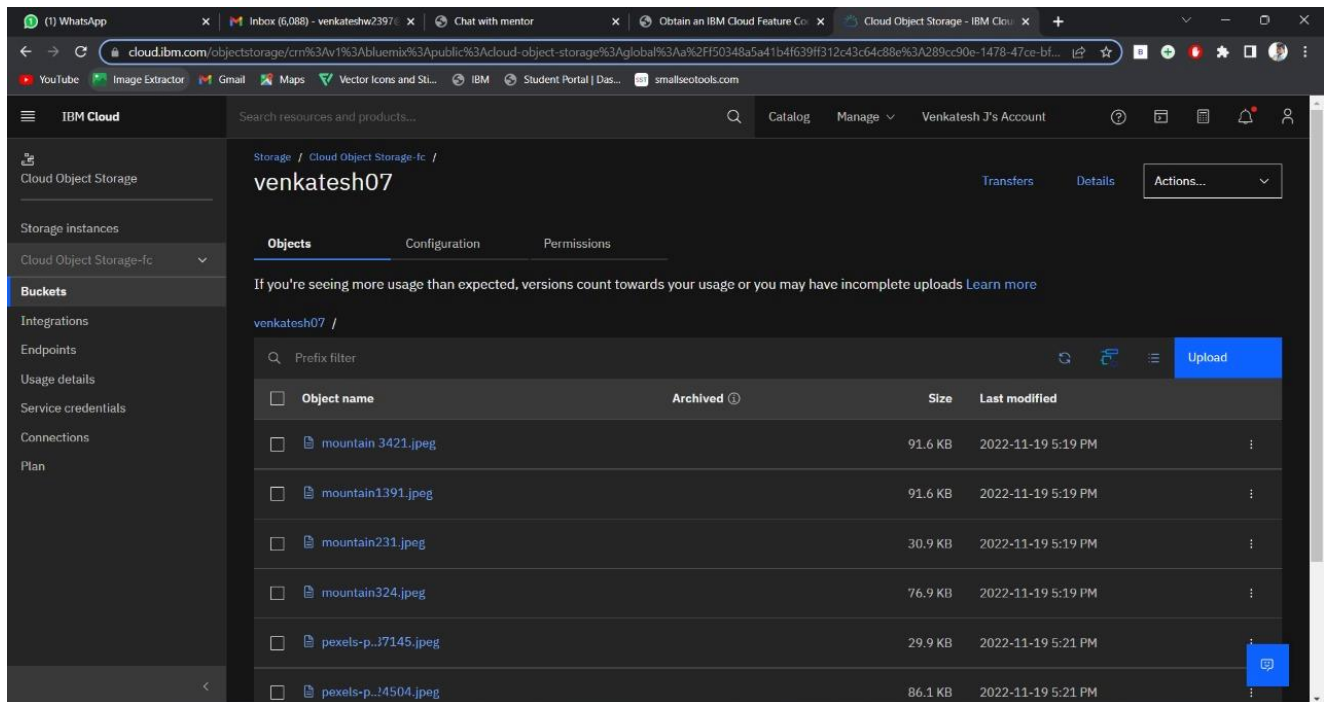 (1) WhatsApp
Inbox (6,088) - venkateshw2397
Chat with mentor
Obtain an IBM Cloud Feature Co
Cloud Object Storage - IBM Clou
cloud.ibm.com/objectstorage/crn%3Av1%3Abluemix%3Apublic%3Acloud-object-storage%3Aglobal%3Aa%2Ff50348a5a41b4f639ff312c43c64c88e%3A289cc90e-1478-47ce-bf...
YouTube Image Extractor Gmail Maps Vector Icons and Sti... IBM Student Portal | Das... smallseotools.com
IBM Cloud
Search resources and products...
Catalog Manage Venkatesh J's Account
Cloud Object Storage
Storage instances
Cloud Object Storage-fc
Buckets
Integrations
Endpoints
Usage details
Service credentials
Connections
Plan
Storage / Cloud Object Storage-fc /
venkatesh07
Transfers Details Actions...
Objects Configuration Permissions
If you're seeing more usage than expected, versions count towards your usage or you may have incomplete uploads Learn more
venkatesh07 /
Prefix filter
Upload
Object name Archived Size Last modified
mountain 3421.jpeg 91.6 KB 2022-11-19 5:19 PM
mountain1391.jpeg 91.6 KB 2022-11-19 5:19 PM
mountain231.jpeg 30.9 KB 2022-11-19 5:19 PM
mountain324.jpeg 76.9 KB 2022-11-19 5:19 PM
pexels-p..37145.jpeg 29.9 KB 2022-11-19 5:21 PM
pexels-p..24504.jpeg 86.1 KB 2022-11-19 5:21 PM